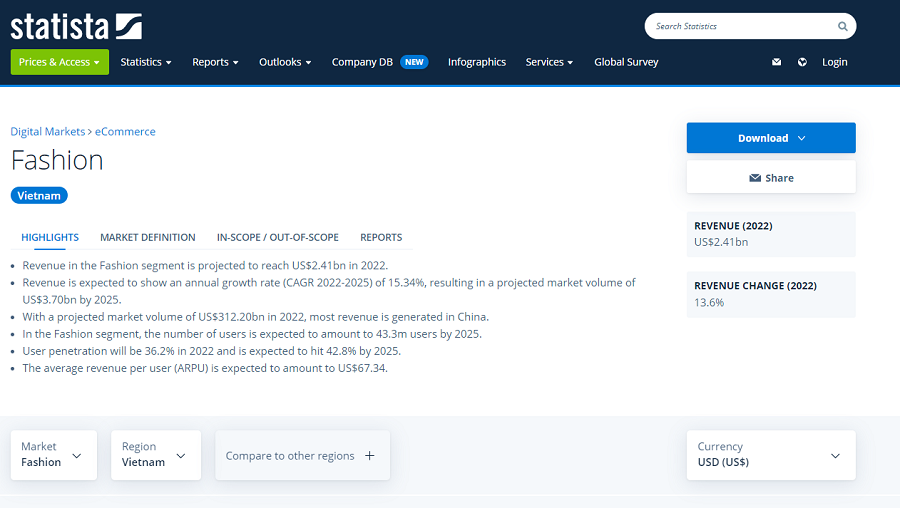 statista
Search Statistics
Prices & Access
Statistics
Reports
Outlooks
Company DB NEW
Infographics
Services
Global Survey
Login
Digital Markets > eCommerce
Fashion
Vietnam
Download
Share
HIGHLIGHTS
MARKET DEFINITION
IN-SCOPE / OUT-OF-SCOPE
REPORTS
Revenue in the Fashion segment is projected to reach US$2.41bn in 2022.
Revenue is expected to show an annual growth rate (CAGR 2022-2025) of 15.34%, resulting in a projected market volume of
US$3.70bn by 2025.
With a projected market volume of US$312.20bn in 2022, most revenue is generated in China.
In the Fashion segment, the number of users is expected to amount to 43.3m users by 2025.
User penetration will be 36.2% in 2022 and is expected to hit 42.8% by 2025.
The average revenue per user (ARPU) is expected to amount to US$67.34.
REVENUE (2022)
US$2.41bn
REVENUE CHANGE (2022)
13.6%
Market
Fashion
Region
Vietnam
Compare to other regions +
Currency
USD (US$)